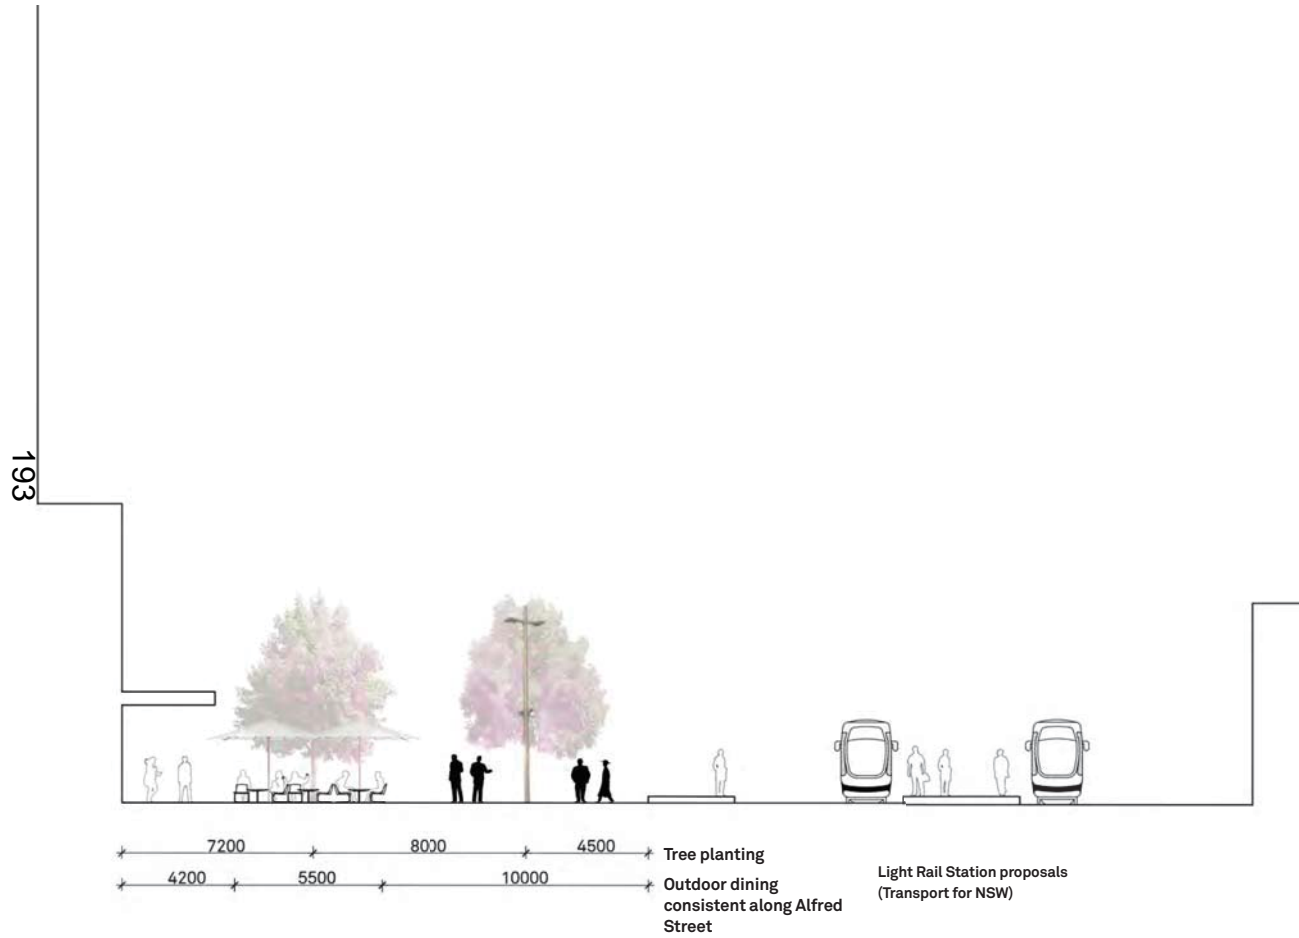 193
7200 8000 4500 Tree planting
4200 5500 10000 Outdoor dining
consistent along Alfred
Street
Light Rail Station proposals
(Transport for NSW)